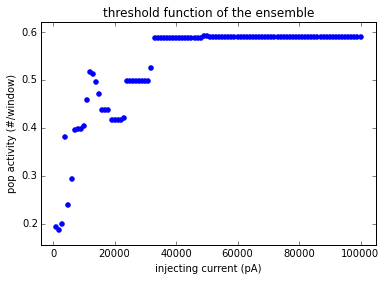 threshold function of the ensemble
pop activity (#/window)
0.6
0.5
0.4
0.3
0.2
0 20000 40000 60000 80000 100000
injecting current (pA)